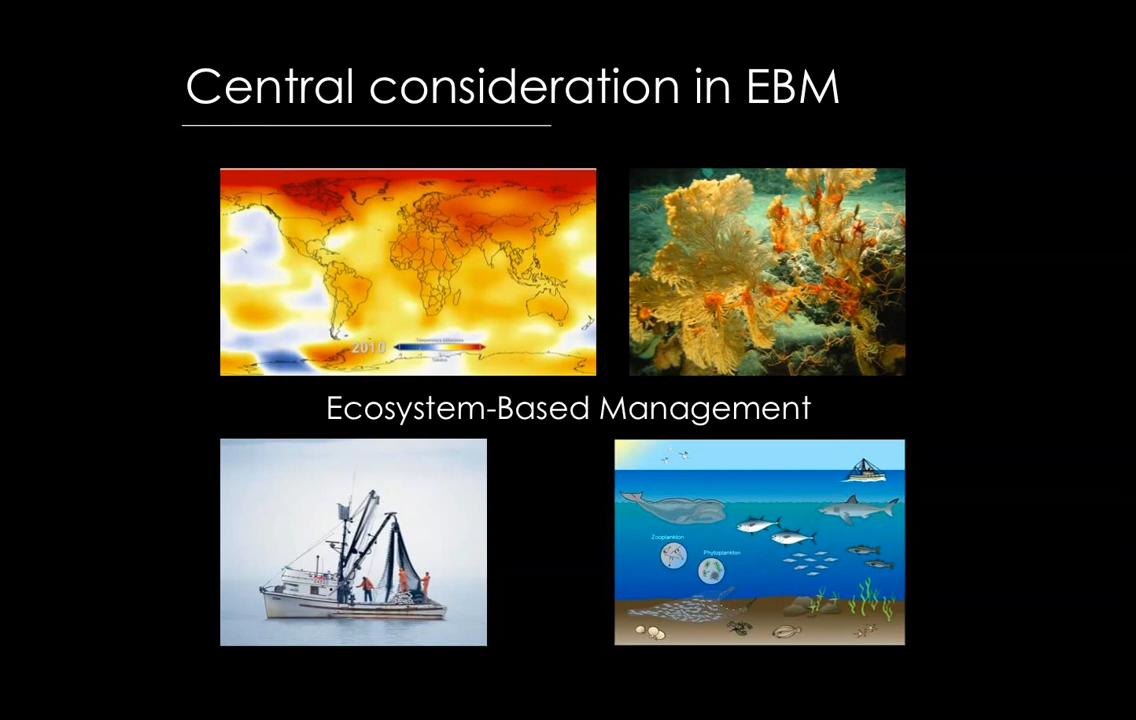 Central consideration in EBM
2010
Ecosystem-Based Management
Zooplankton
Phytoplankton